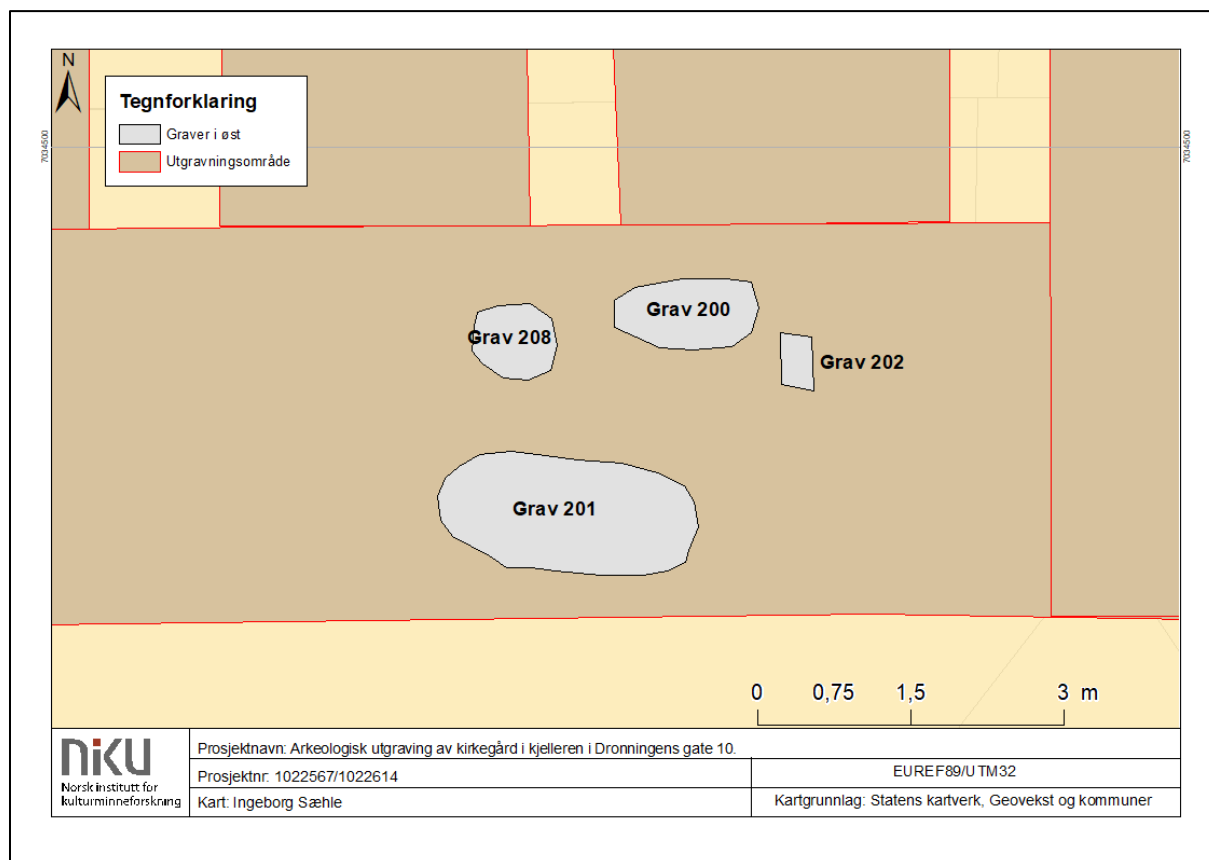 N
Tegnforklaring
Graver i øst
Utgravningsområde
7034500
7034500
Grav 200
Grav 208
Grav 202
Grav 201
0 0,75 1,5 3 m
niku
Norsk institutt for
kulturminneforskning
Prosjektnavn: Arkeologisk utgraving av kirkegård i kjelleren i Dronningens gate 10.
Prosjektnr: 1022567/1022614
EUREF89/UTM32
Kart: Ingeborg Sæhle
Kartgrunnlag: Statens kartverk, Geovekst og kommuner